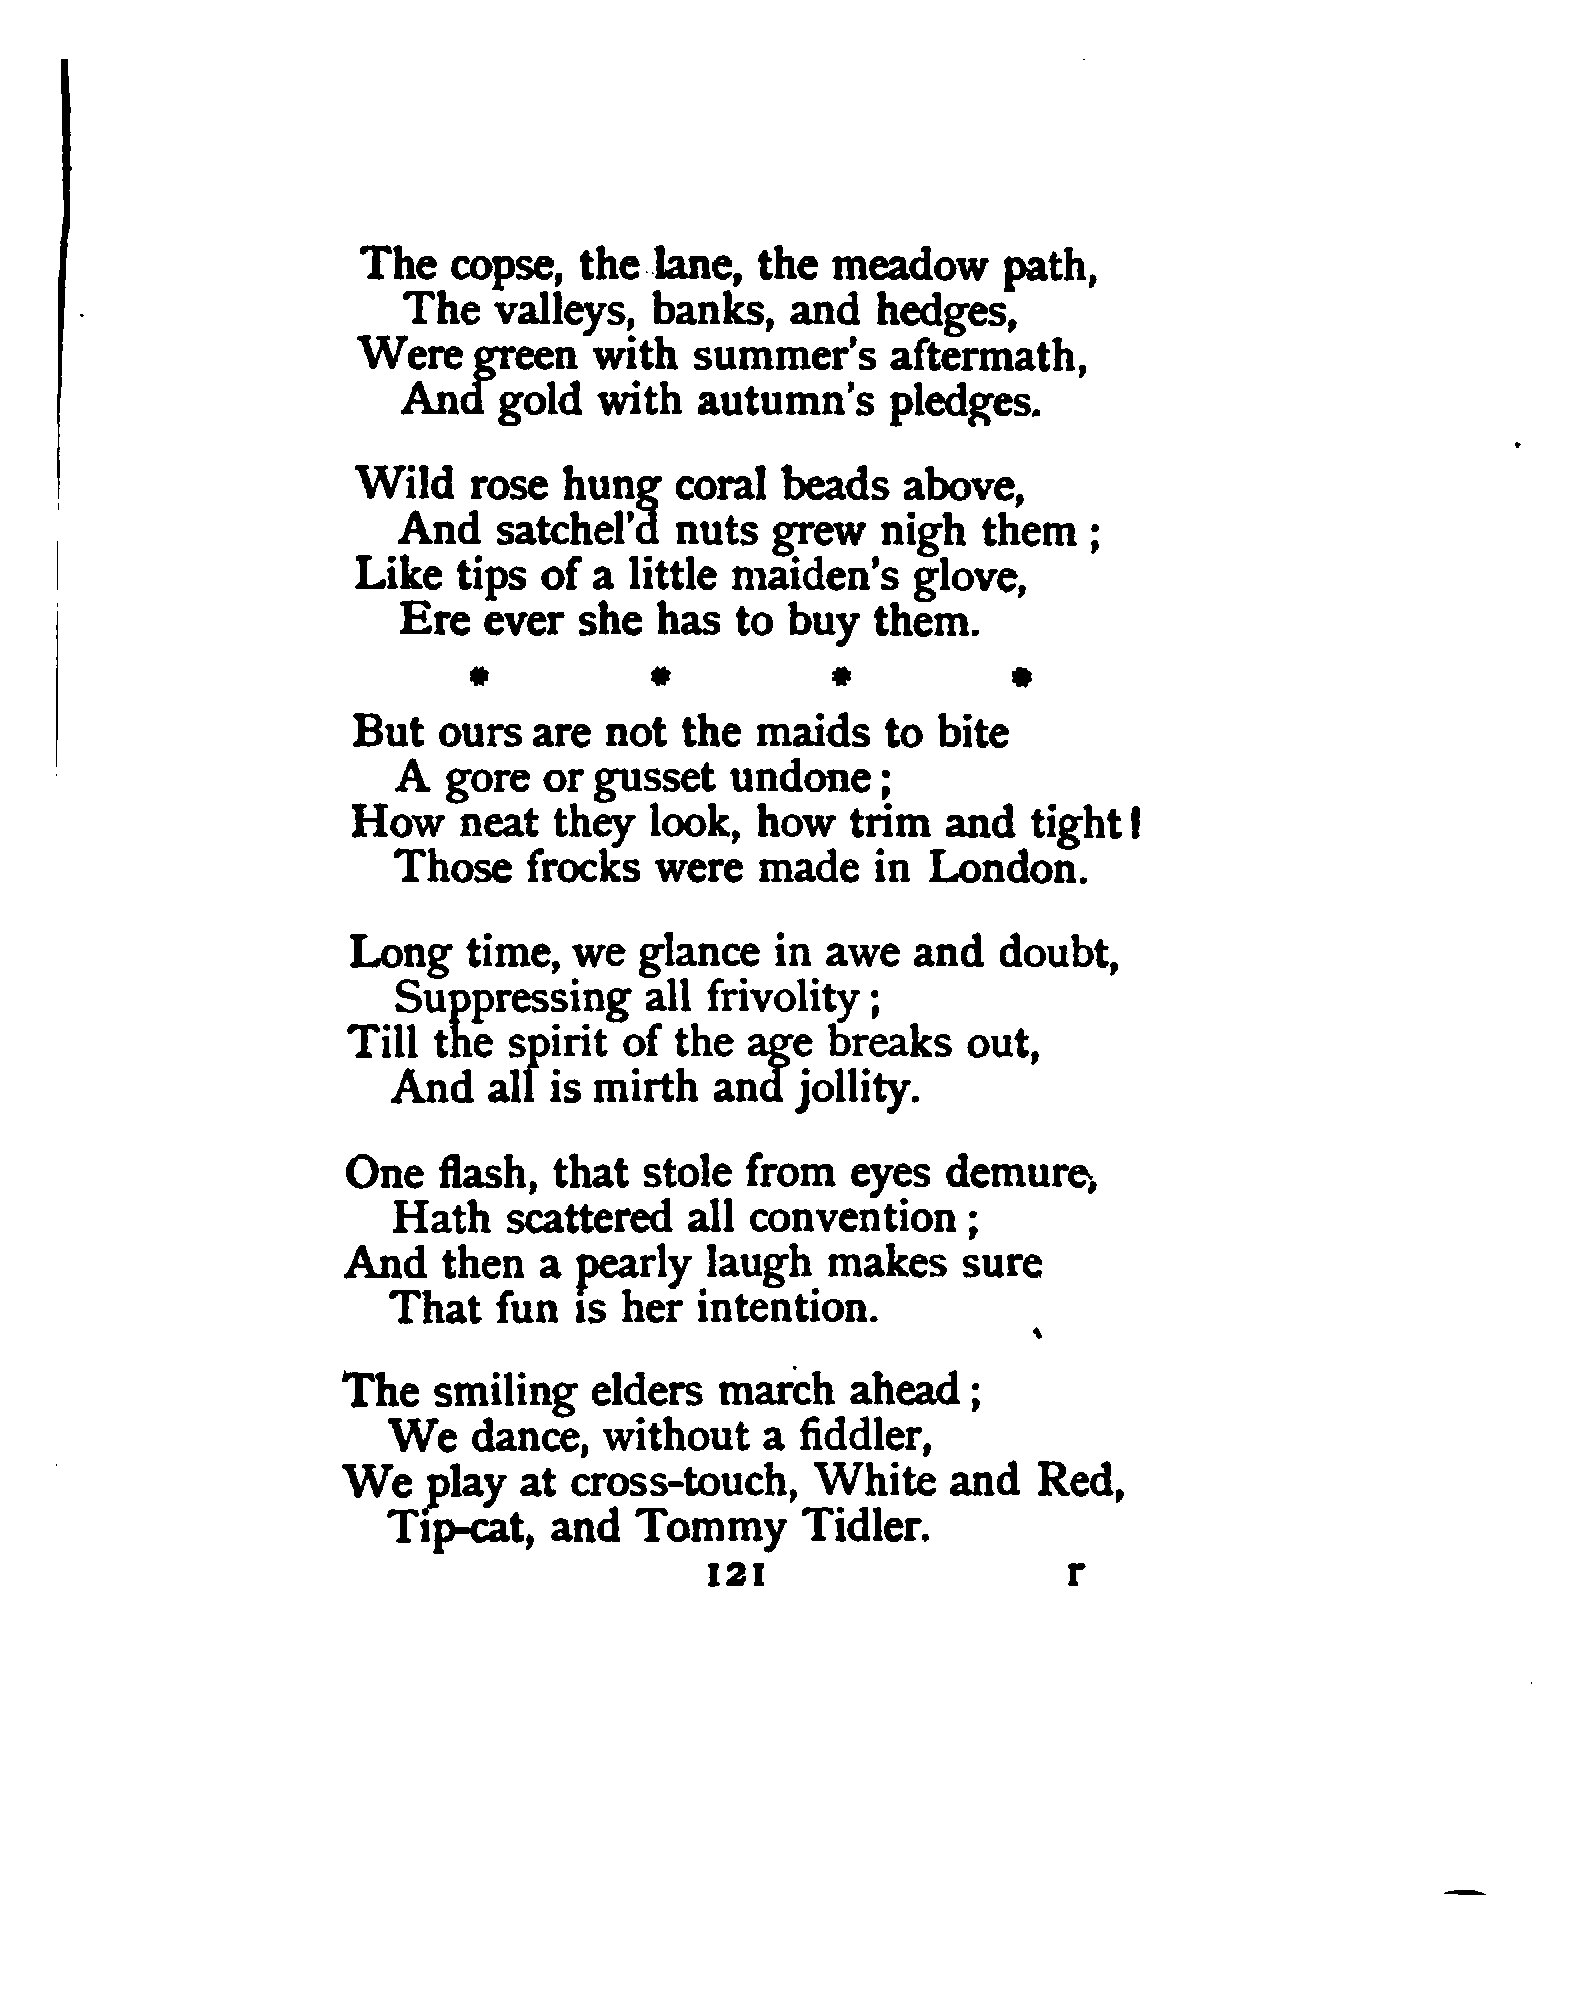 The copse, the lane, the meadow path,
The valleys, banks, and hedges,
Were green with summer's aftermath,
And gold with autumn's pledges.
Wild rose hung coral beads above,
And satchel'd nuts grew nigh them ;
Like tips of a little maiden's glove,
Ere ever she has to buy them.
* * * *
But ours are not the maids to bite
A gore or gusset undone ;
How neat they look, how trim and tight !
Those frocks were made in London.
Long time, we glance in awe and doubt,
Suppressing all frivolity ;
Till the spirit of the age breaks out,
And all is mirth and jollity.
One flash, that stole from eyes demure,
Hath scattered all convention ;
And then a pearly laugh makes sure
That fun is her intention.
The smiling elders march ahead ;
We dance, without a fiddler,
We play at cross-touch, White and Red,
Tip-cat, and Tommy Tidler.
121 r